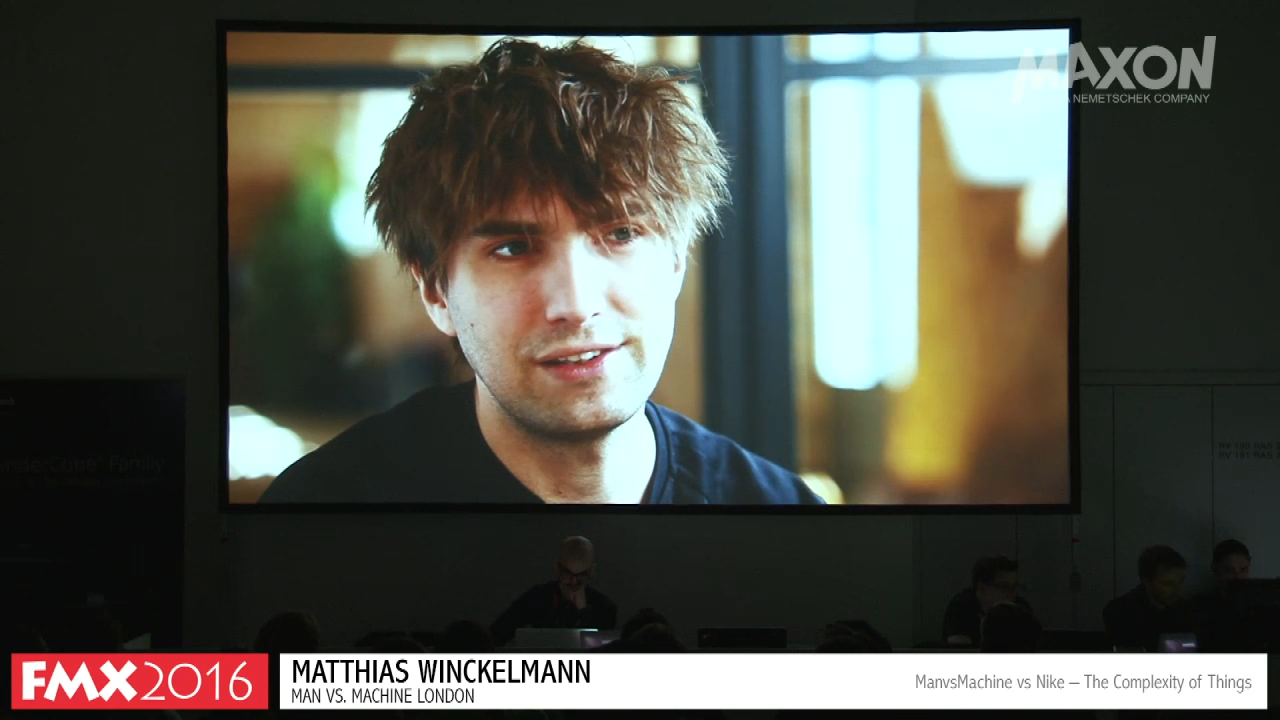 MAXON
A NEMETSCHEK COMPANY
FMX2016
MATTHIAS WINCKELMANN
MAN VS. MACHINE LONDON
ManvsMachine vs Nike – The Complexity of Things